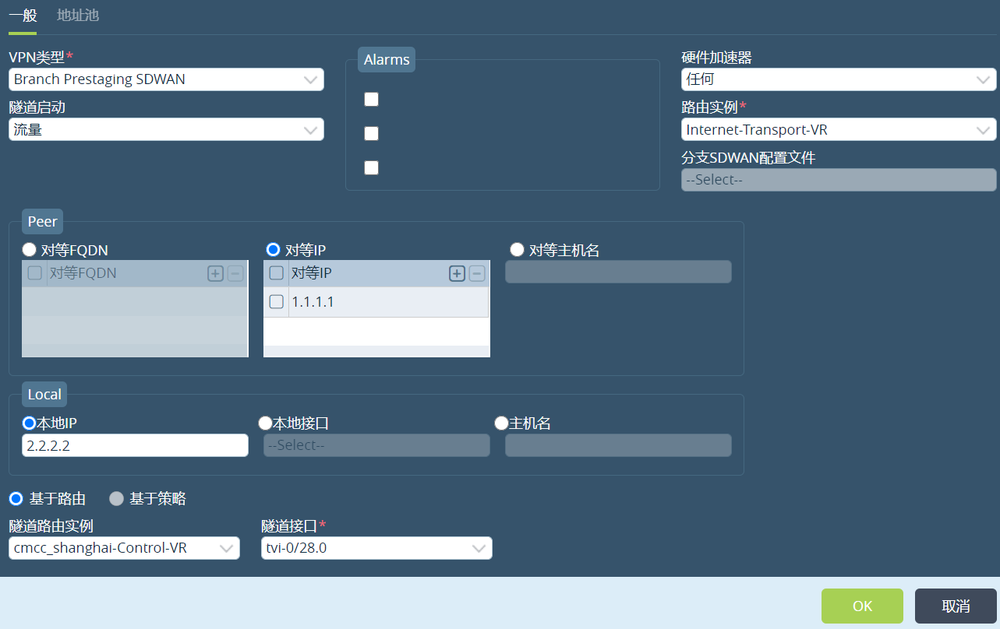 一般 地址池
VPN类型*
Branch Prestaging SDWAN
隧道启动
流量
Alarms
硬件加速器
任何
路由实例*
Internet-Transport-VR
分支SDWAN配置文件
--Select--
Peer
对等FQDN 对等IP 对等主机名
对等FQDN 对等IP
1.1.1.1
Local
本地IP 本地接口 主机名
2.2.2.2 --Select--
基于路由 基于策略
隧道路由实例 隧道接口*
cmcc_shanghai-Control-VR tvi-0/28.0
OK 取消